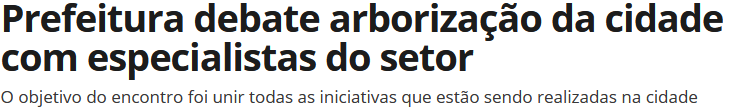 Prefeitura debate arborização da cidade
com especialistas do setor
O objetivo do encontro foi unir todas as iniciativas que estão sendo realizadas na cidade